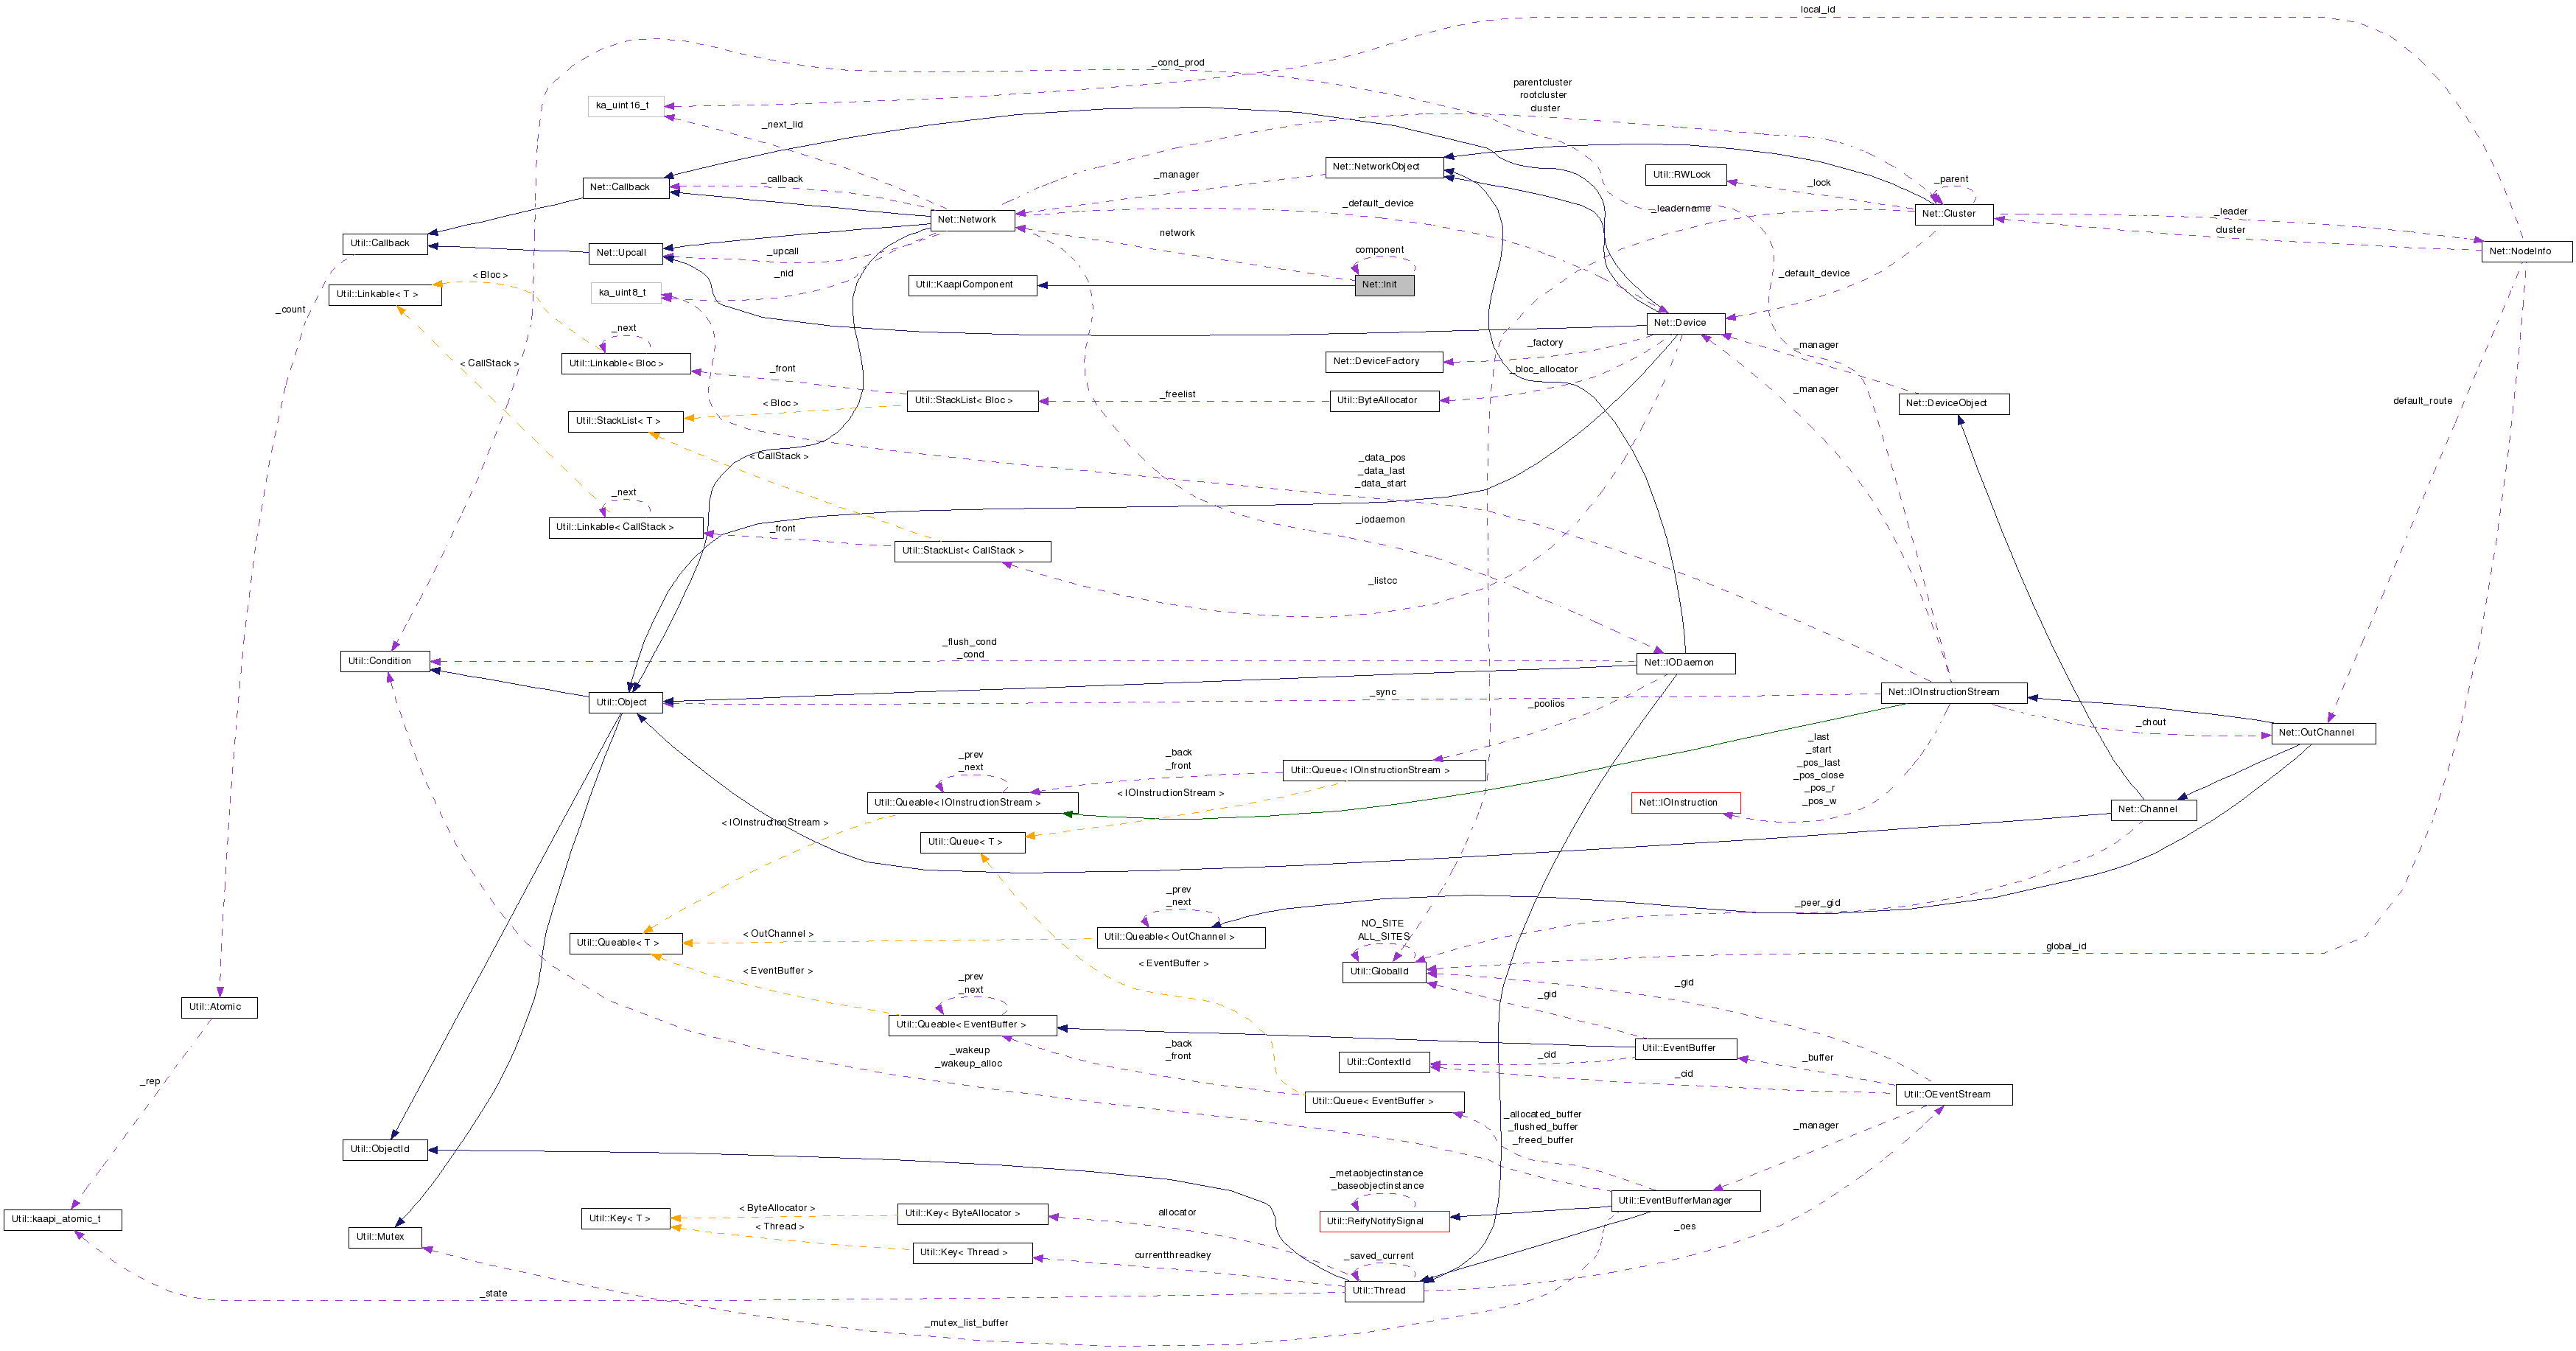 local_id
_cond_prod
parentcluster
rootcluster
cluster
ka_uint16_t
_next_lid
Net::NetworkObject
Util::RWLock
_lock
_parent
Net::Callback
_callback
_manager
Net::Network
_default_device
_leadername
Net::Cluster
_leader
cluster
Net::NodeInfo
network
component
Util::Callback
Net::Upcall
_upcall
_nid
Util::KaapiComponent
Net::Init
_default_device
< Bloc >
Util::Linkable< T >
ka_uint8_t
_count
_next
Net::Device
_factory
_manager
Net::DeviceFactory
Util::Linkable< Bloc >
< CallStack >
_front
_bloc_allocator
_manager
_freelist
Util::StackList< Bloc >
Util::ByteAllocator
Net::DeviceObject
default_route
< Bloc >
Util::StackList< T >
< CallStack >
_data_pos
_data_last
_data_start
_next
Util::Linkable< CallStack >
_front
_iodaemon
Util::StackList< CallStack >
_listcc
_flush_cond
_cond
Util::Condition
Net::IODaemon
_sync
Net::IOInstructionStream
Util::Object
_poolios
_chout
Net::OutChannel
_last
_start
_pos_last
_pos_close
_pos_r
_pos_w
_back
_front
_prev
_next
Util::Queue< IOInstructionStream >
< IOInstructionStream >
Util::Queable< IOInstructionStream >
Net::IOInstruction
Net::Channel
< IOInstructionStream >
Util::Queue< T >
_prev
_next
_peer_gid
NO_SITE
ALL_SITES
< OutChannel >
Util::Queable< T >
Util::Queable< OutChannel >
global_id
< EventBuffer >
< EventBuffer >
Util::GlobalId
_prev
_next
_gid
_gid
Util::Atomic
Util::Queable< EventBuffer >
_wakeup
_wakeup_alloc
_back
_front
Util::EventBuffer
_cid
Util::ContextId
_buffer
_cid
_rep
Util::OEventStream
Util::Queue< EventBuffer >
_allocated_buffer
_flushed_buffer
_freed_buffer
_manager
Util::ObjectId
_metaobjectinstance
_baseobjectinstance
Util::EventBufferManager
< ByteAllocator >
Util::Key< ByteAllocator >
allocator
Util::kaapi_atomic_t
Util::Key< T >
< Thread >
Util::ReifyNotifySignal
_oes
Util::Mutex
Util::Key< Thread >
currentthreadkey
_saved_current
_state
Util::Thread
_mutex_list_buffer